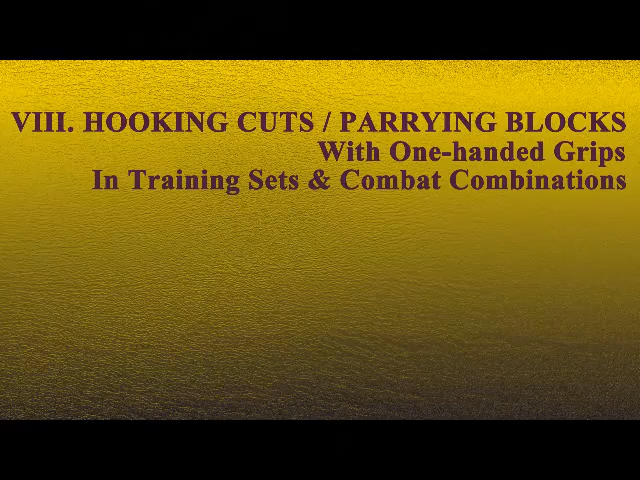 VIII. HOOKING CUTS / PARRYING BLOCKS
With One-handed Grips
In Training Sets & Combat Combinations